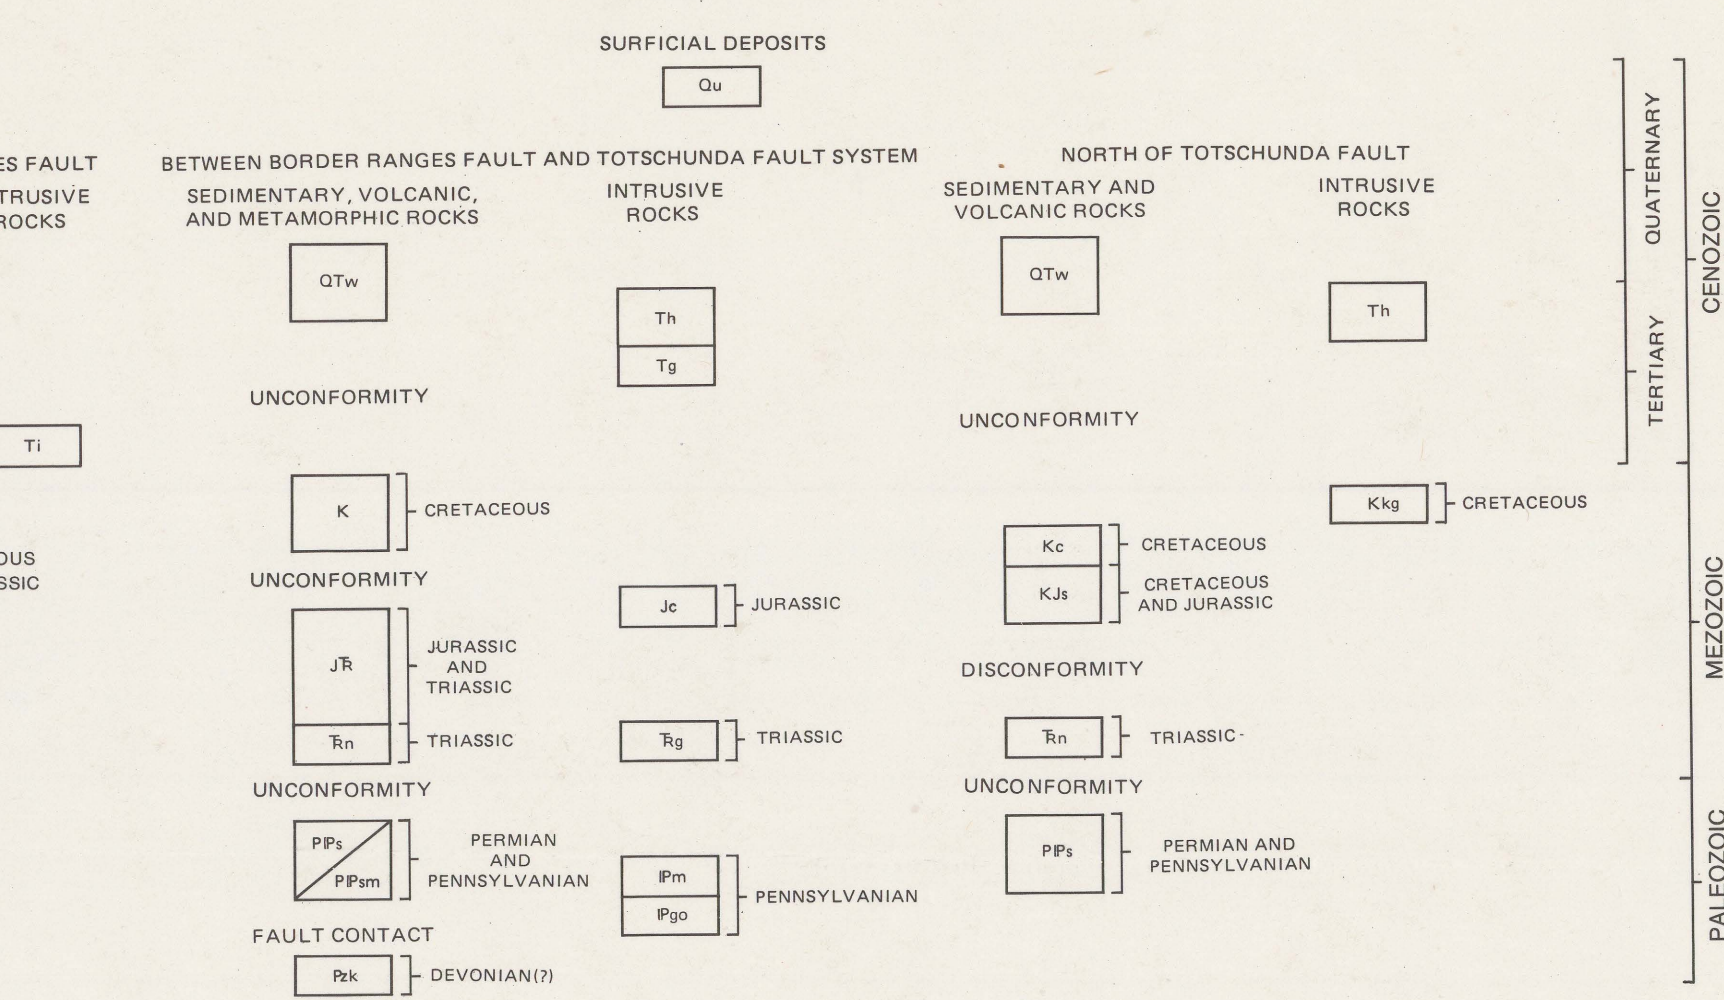 SURFICIAL DEPOSITS
Qu
ES FAULT
TRUSIVE
ROCKS
Ti
OUS
SSIC
BETWEEN BORDER RANGES FAULT AND TOTSCHUNDA FAULT SYSTEM
SEDIMENTARY, VOLCANIC,
AND METAMORPHIC ROCKS
QTw
UNCONFORMITY
K
CRETACEOUS
UNCONFORMITY
JTR
JURASSIC
AND
TRIASSIC
TRn
TRIASSIC
UNCONFORMITY
PIPs
PIPsm
PERMIAN
AND
PENNSYLVANIAN
FAULT CONTACT
Pzk
DEVONIAN(?)
INTRUSIVE
ROCKS
Th
Tg
Jc
JURASSIC
TRg
TRIASSIC
IPm
IPgo
PENNSYLVANIAN
NORTH OF TOTSCHUNDA FAULT
SEDIMENTARY AND
VOLCANIC ROCKS
QTw
UNCONFORMITY
Kc
CRETACEOUS
KJs
CRETACEOUS
AND JURASSIC
DISCONFORMITY
TRn
TRIASSIC-
UNCONFORMITY
PIPs
PERMIAN AND
PENNSYLVANIAN
INTRUSIVE
ROCKS
Th
Kkg
CRETACEOUS
QUATERNARY
TERTIARY
CENOZOIC
MEZOZOIC
PALEOZOIC